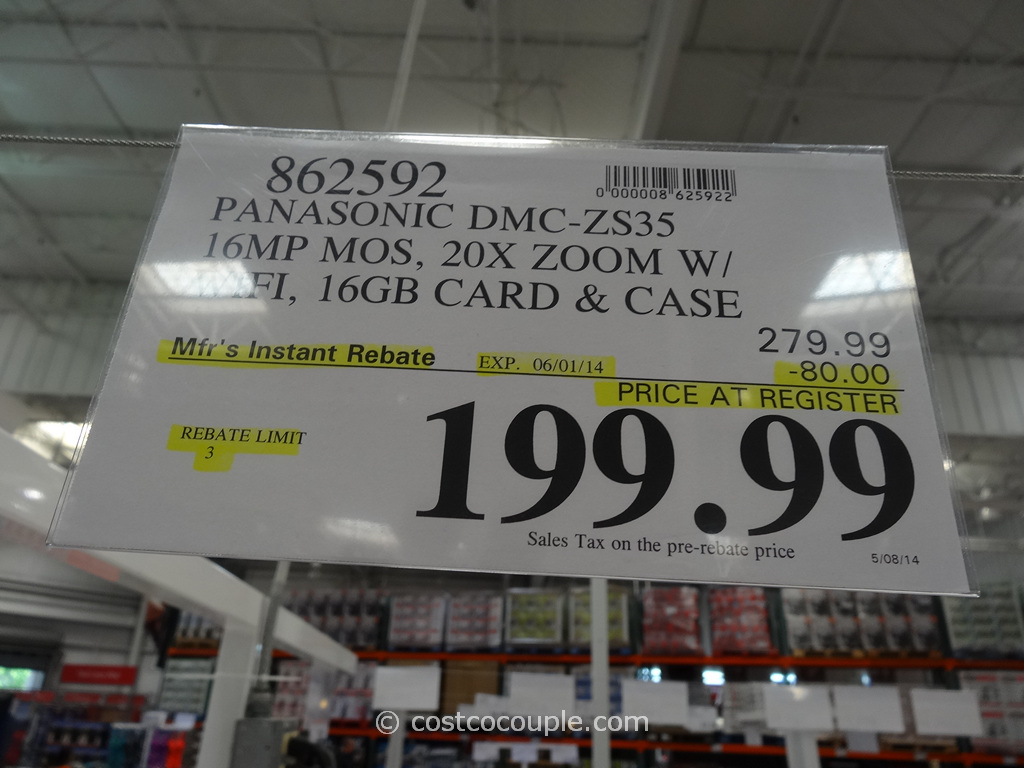 862592
0 000008 625922
PANASONIC DMC-ZS35
16MP MOS, 20X ZOOM W/
WIFI, 16GB CARD & CASE
279.99
Mfr's Instant Rebate EXP. 06/01/14 -80.00
PRICE AT REGISTER
REBATE LIMIT
3
199.99
Sales Tax on the pre-rebate price
5/08/14
© costcocouple.com